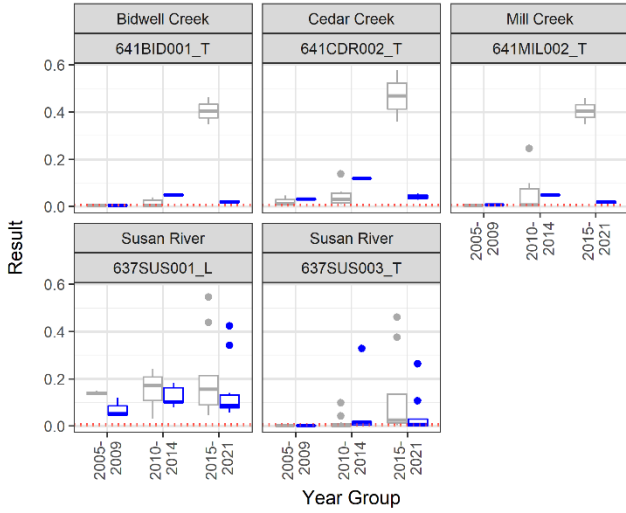 Bidwell Creek
Cedar Creek
Mill Creek
641BID001_T
641CDR002_T
641MIL002_T
0.6
0.4
0.2
0.0
2005-
2009
2010-
2014
2015-
2021
Result
Susan River
Susan River
637SUS001_L
637SUS003_T
0.6
0.4
0.2
0.0
2005-
2009
2010-
2014
2015-
2021
2005-
2009
2010-
2014
2015-
2021
Year Group